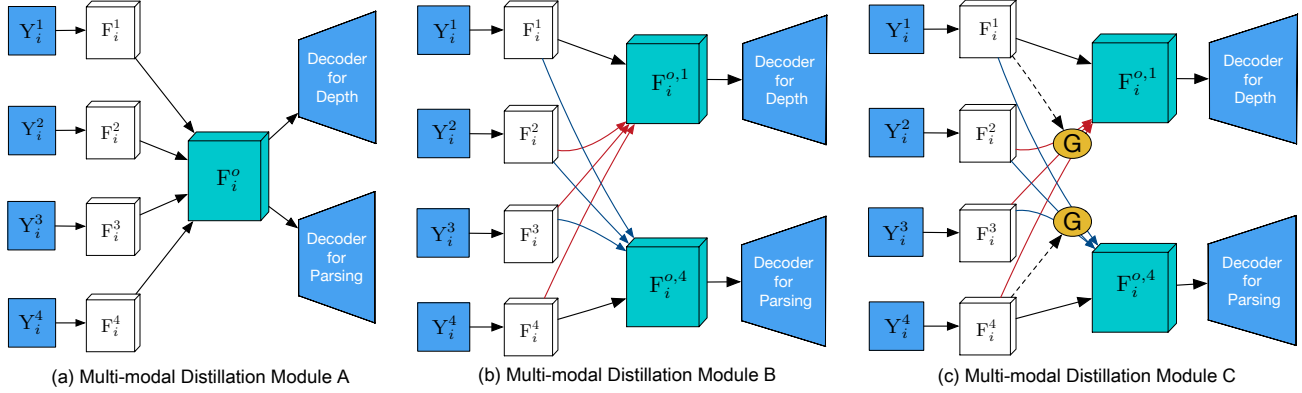 Y_i^1
F_i^1
Y_i^2
F_i^2
Y_i^3
F_i^3
Y_i^4
F_i^4
F_i^o
Decoder
for
Depth
Decoder
for
Parsing
(a) Multi-modal Distillation Module A
Y_i^1
F_i^1
Y_i^2
F_i^2
Y_i^3
F_i^3
Y_i^4
F_i^4
F_i^{o,1}
F_i^{o,4}
Decoder
for
Depth
Decoder
for
Parsing
(b) Multi-modal Distillation Module B
Y_i^1
F_i^1
Y_i^2
F_i^2
Y_i^3
F_i^3
Y_i^4
F_i^4
G
G
F_i^{o,1}
F_i^{o,4}
Decoder
for
Depth
Decoder
for
Parsing
(c) Multi-modal Distillation Module C